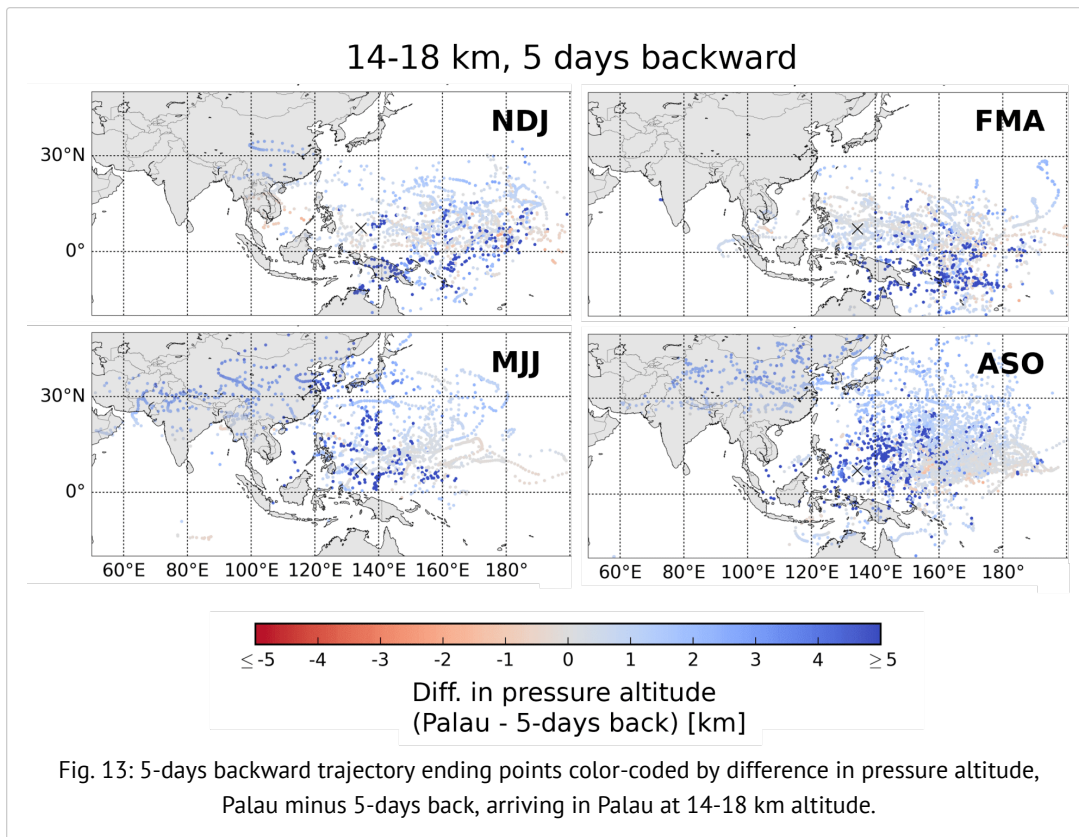 14-18 km, 5 days backward
NDJ
FMA
30°N
0°
MJJ
ASO
30°N
0°
60°E 80°E 100°E 120°E 140°E 160°E 180°
60°E 80°E 100°E 120°E 140°E 160°E 180°
≤ -5 -4 -3 -2 -1 0 1 2 3 4 ≥ 5
Diff. in pressure altitude
(Palau - 5-days back) [km]
Fig. 13: 5-days backward trajectory ending points color-coded by difference in pressure altitude,
Palau minus 5-days back, arriving in Palau at 14-18 km altitude.